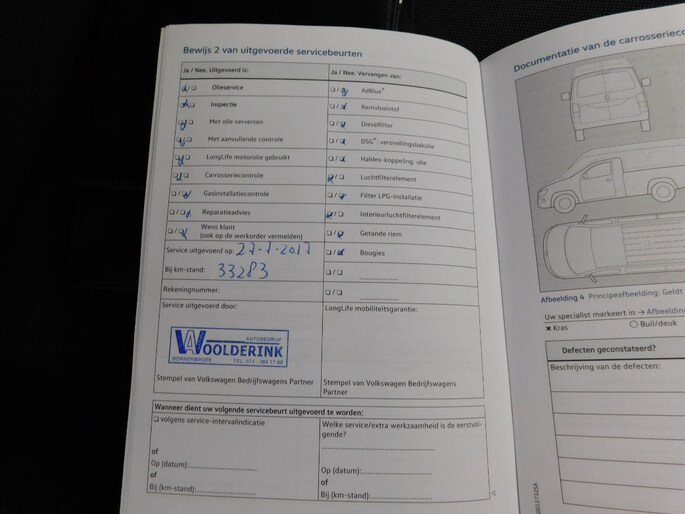 Bewijs 2 van uitgevoerde servicebeurten
Ja / Nee. Uitgevoerd is:
Ja / Nee. Vervangen van:
Olieservice
AdBlue*
Inspectie
Remvloeistof
Met olie verversen
Dieselfilter
Met aanvullende controle
DSG*: versnellingsbakolie
LongLife motorolie gebruikt
Haldex-koppeling: olie
Carrosseriecontrole
Luchtfilterelement
Gasinstallatiecontrole
Filter LPG-installatie
Reparatieadvies
Interieurluchtfilterelement
Wens klant
(ook op de werkorder vermelden)
Getande riem
Service uitgevoerd op: 27-7-2017
Bougies
Bij km-stand: 33283
Rekeningnummer:
Service uitgevoerd door:
LongLife mobiliteitsgarantie:
AUTOBEDRIJF
WOOLDERINK
BORNERBROEK
Stempel van Volkswagen Bedrijfswagens Partner
Stempel van Volkswagen Bedrijfswagens
Partner
Wanneer dient uw volgende servicebeurt uitgevoerd te worden:
volgens service-intervalindicatie
Welke service/extra werkzaamheid is de eerstvol-
gende?
of
Op (datum):
of
Bij (km-stand):
of
Op (datum):
of
Bij (km-stand):
Documentatie van de carrosserieco
Afbeelding 4 Principeafbeelding: Geldt
Uw specialist markeert in → Afbeelding
Kras
Buil/deuk
Defecten geconstateerd?
Beschrijving van de defecten: